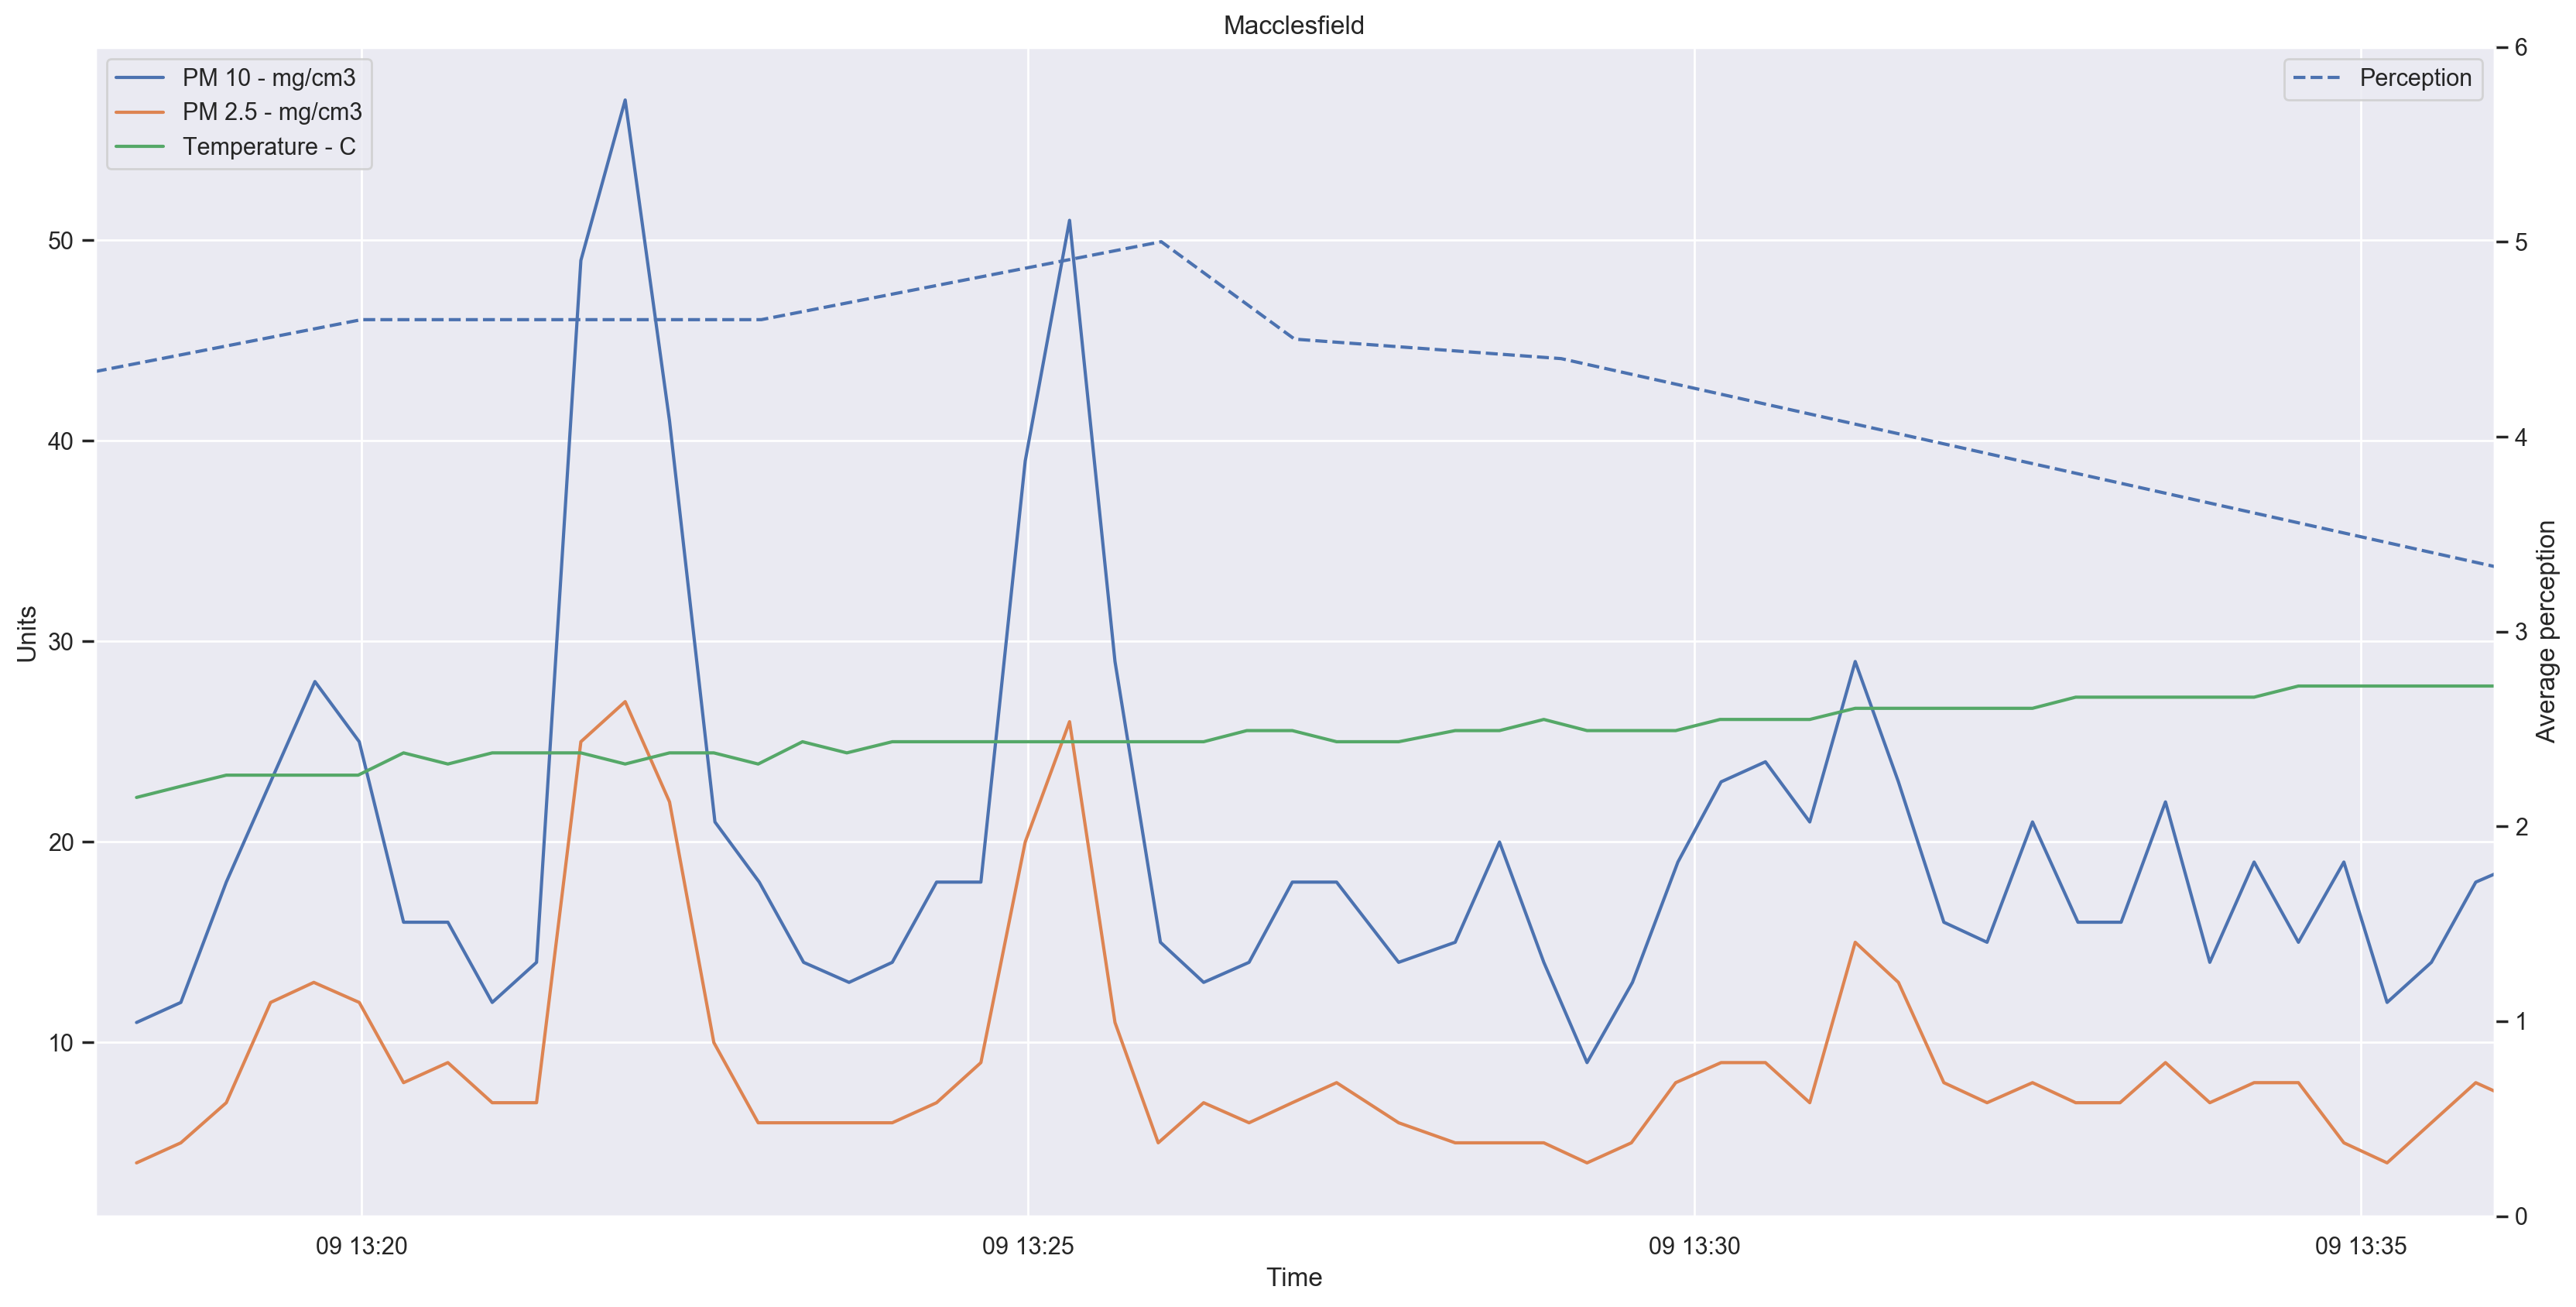 Macclesfield
PM 10 - mg/cm3
PM 2.5 - mg/cm3
Temperature - C
Perception
50
40
30
20
10
Units
6
5
4
3
2
1
0
Average perception
09 13:20
09 13:25
09 13:30
09 13:35
Time